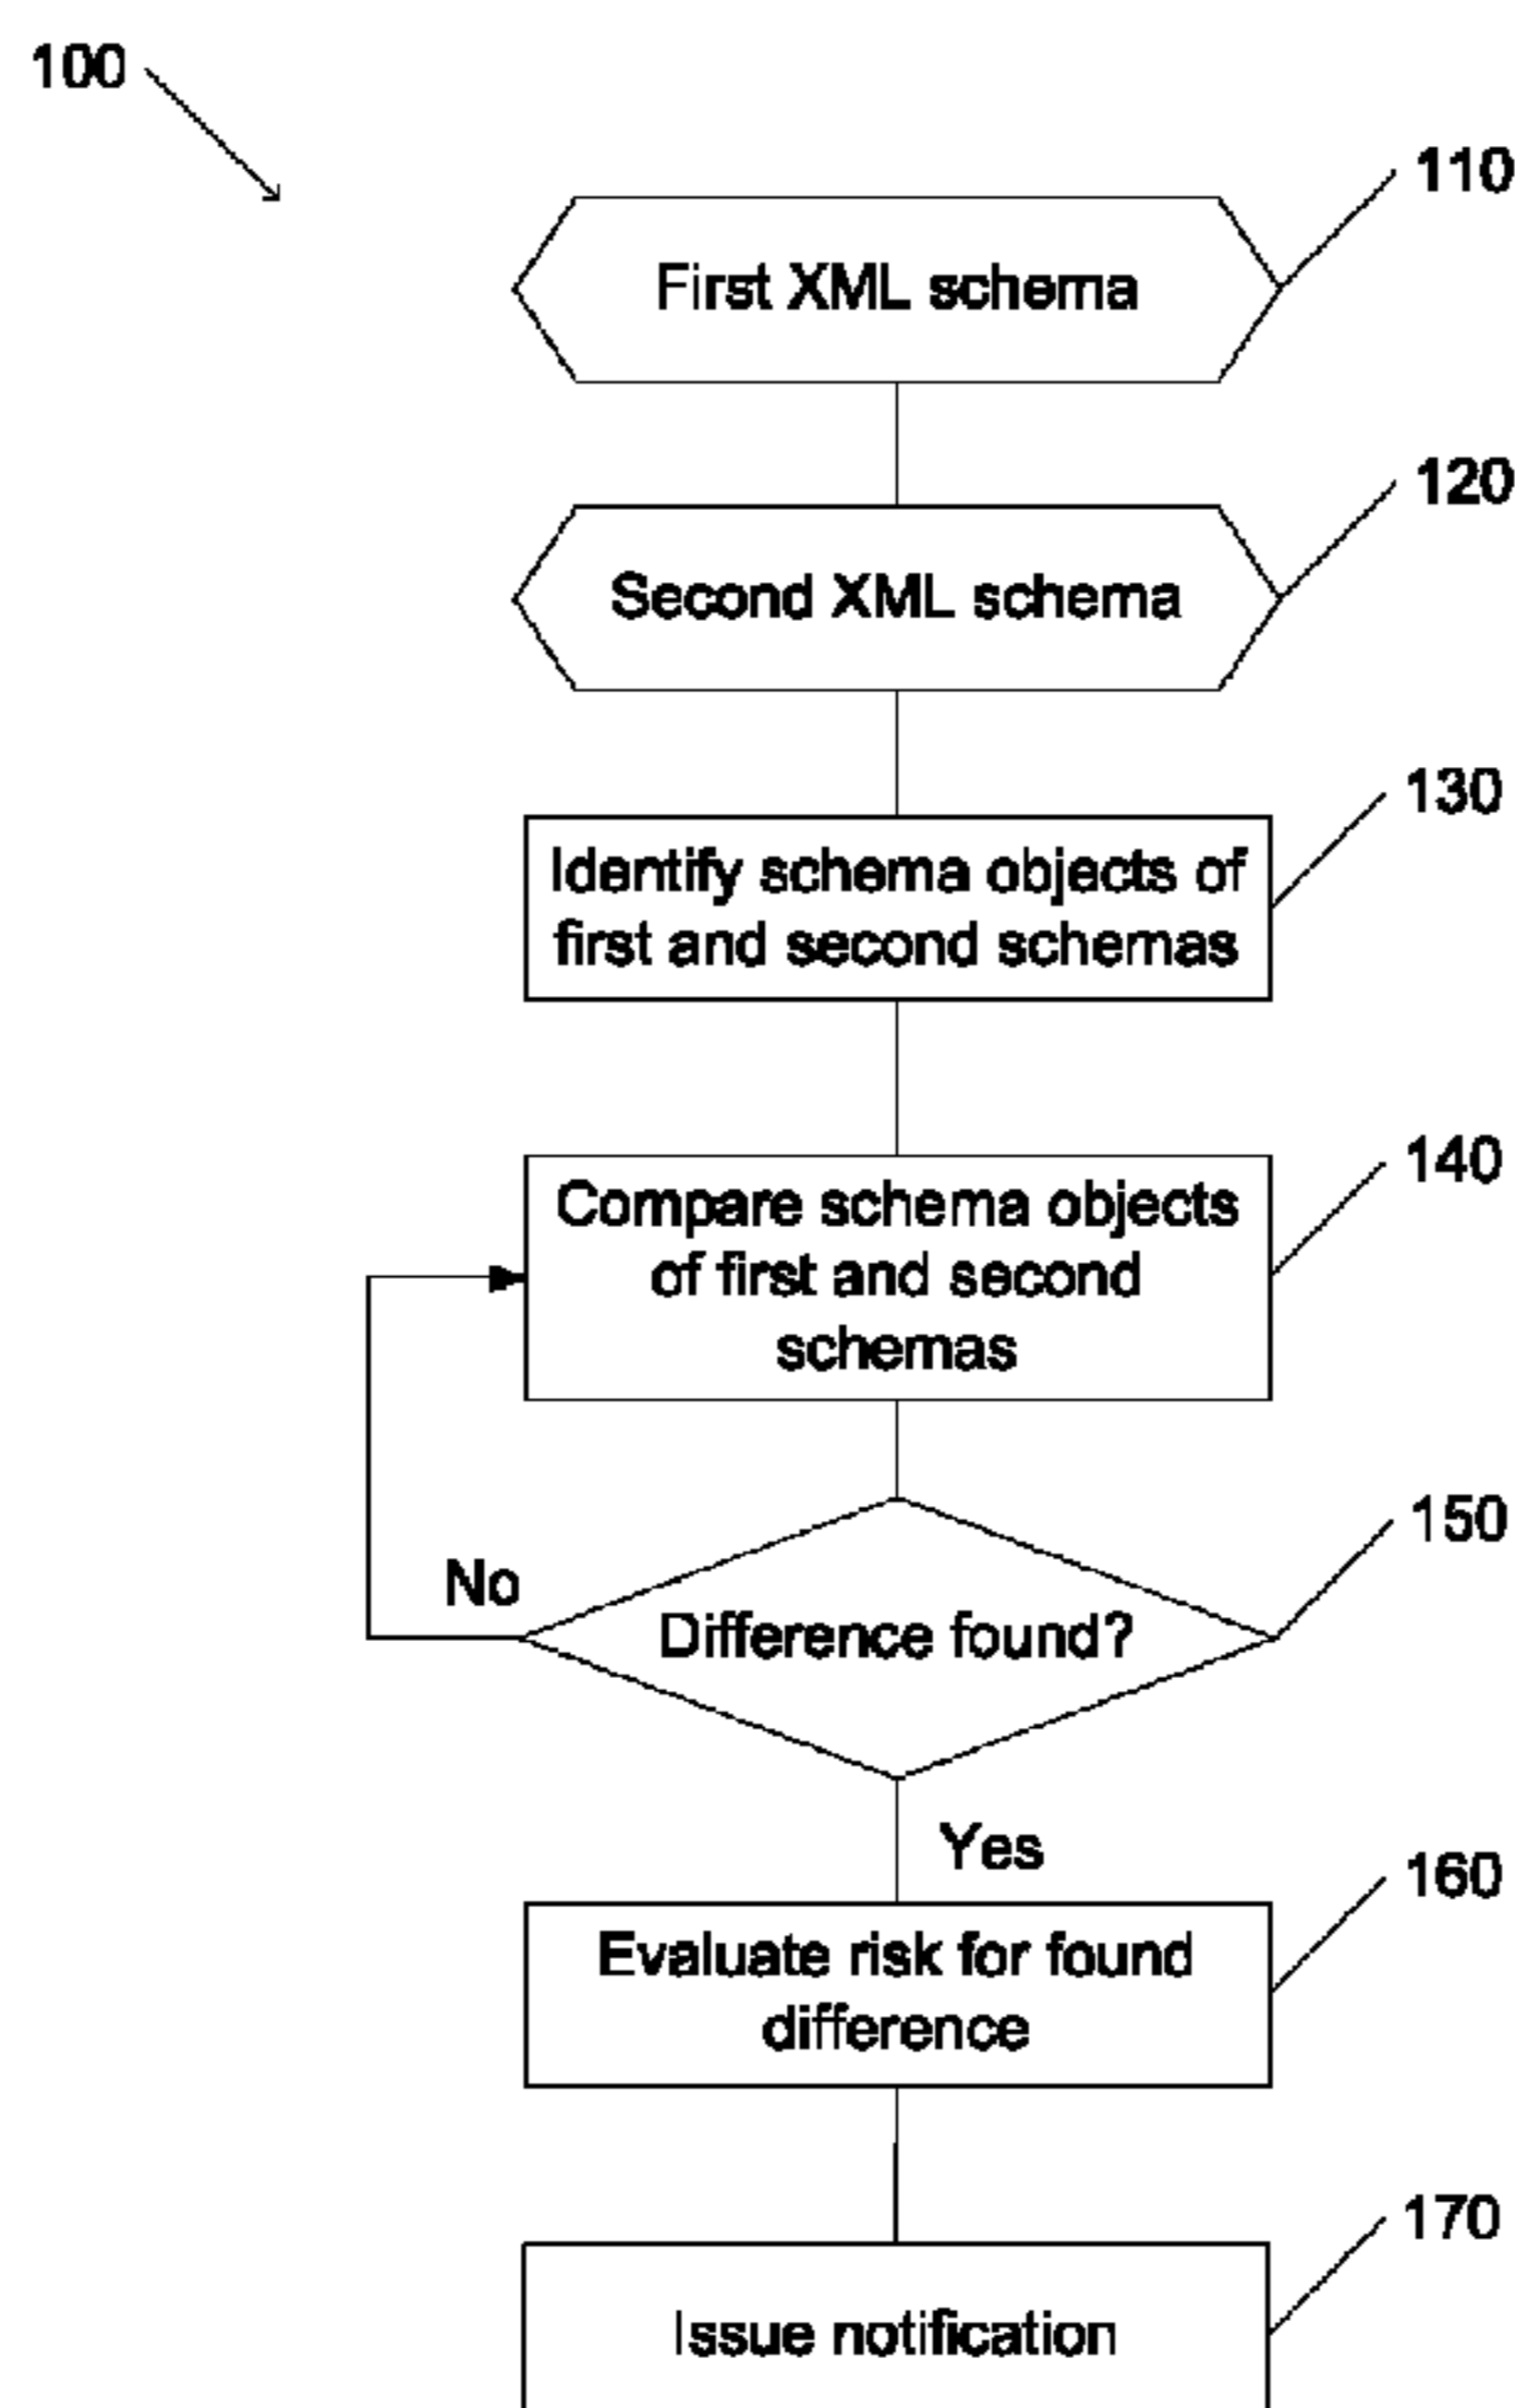 100
110
First XML schema
120
Second XML schema
130
Identify schema objects of
first and second schemas
140
Compare schema objects
of first and second
schemas
150
No
Difference found?
Yes
160
Evaluate risk for found
difference
170
Issue notification